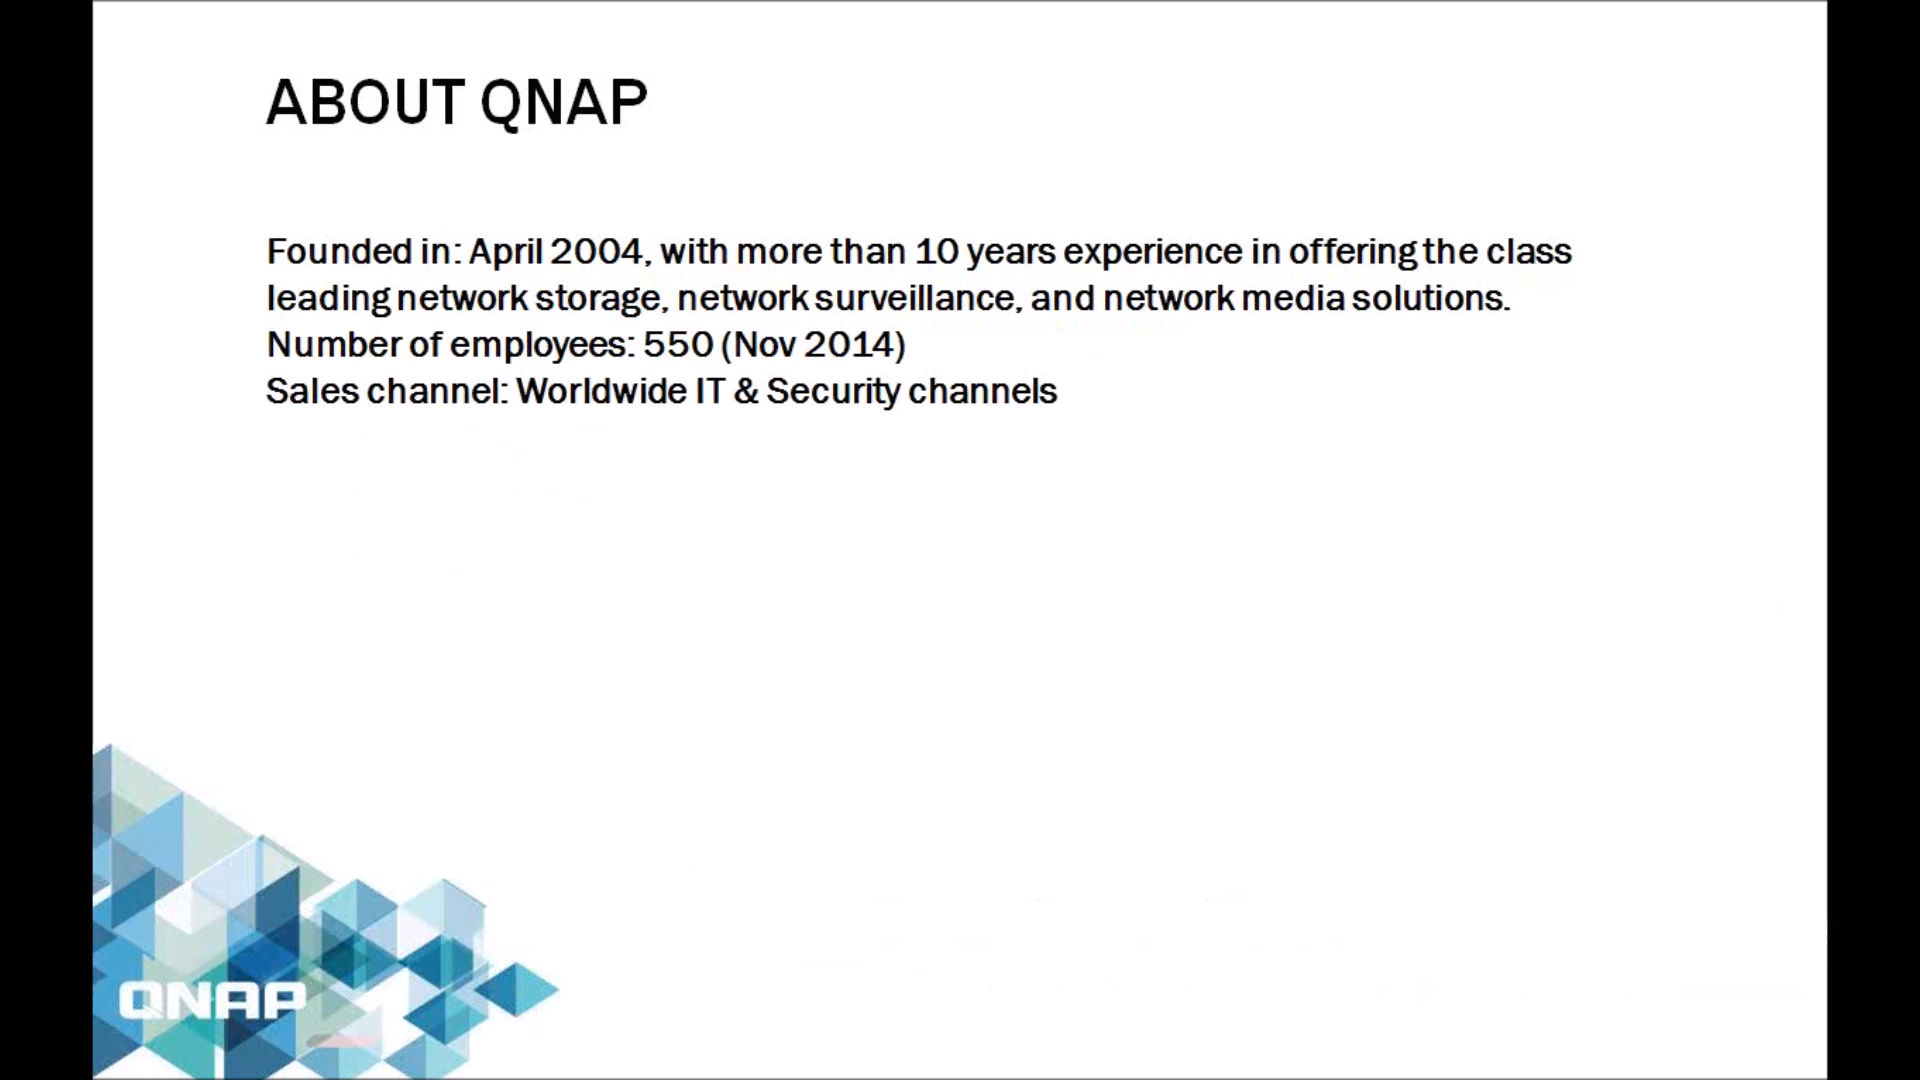 ABOUT QNAP
Founded in: April 2004, with more than 10 years experience in offering the class
leading network storage, network surveillance, and network media solutions.
Number of employees: 550 (Nov 2014)
Sales channel: Worldwide IT & Security channels
QNAP